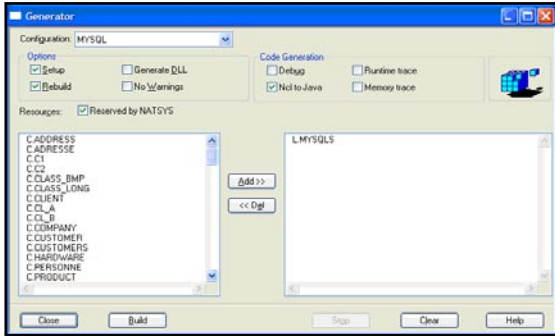 Generator
Configuration: MYSQL
Options
Setup
Generate DLL
Rebuild
No Warnings
Code Generation
Debug
Runtime trace
Ncl to Java
Memory trace
Resources:
Reserved by NATSYS
C.ADDRESS
C.ADRESSE
C.C1
C.C2
C.CLASS_BMP
C.CLASS_LONG
C.CLIENT
C.CL_A
C.CL_B
C.COMPANY
C.CUSTOMER
C.CUSTOMERS
C.HARDWARE
C.PERSONNE
C.PRODUCT
Add >>
<< Del
L.MYSQLS
Close
Build
Stop
Clear
Help